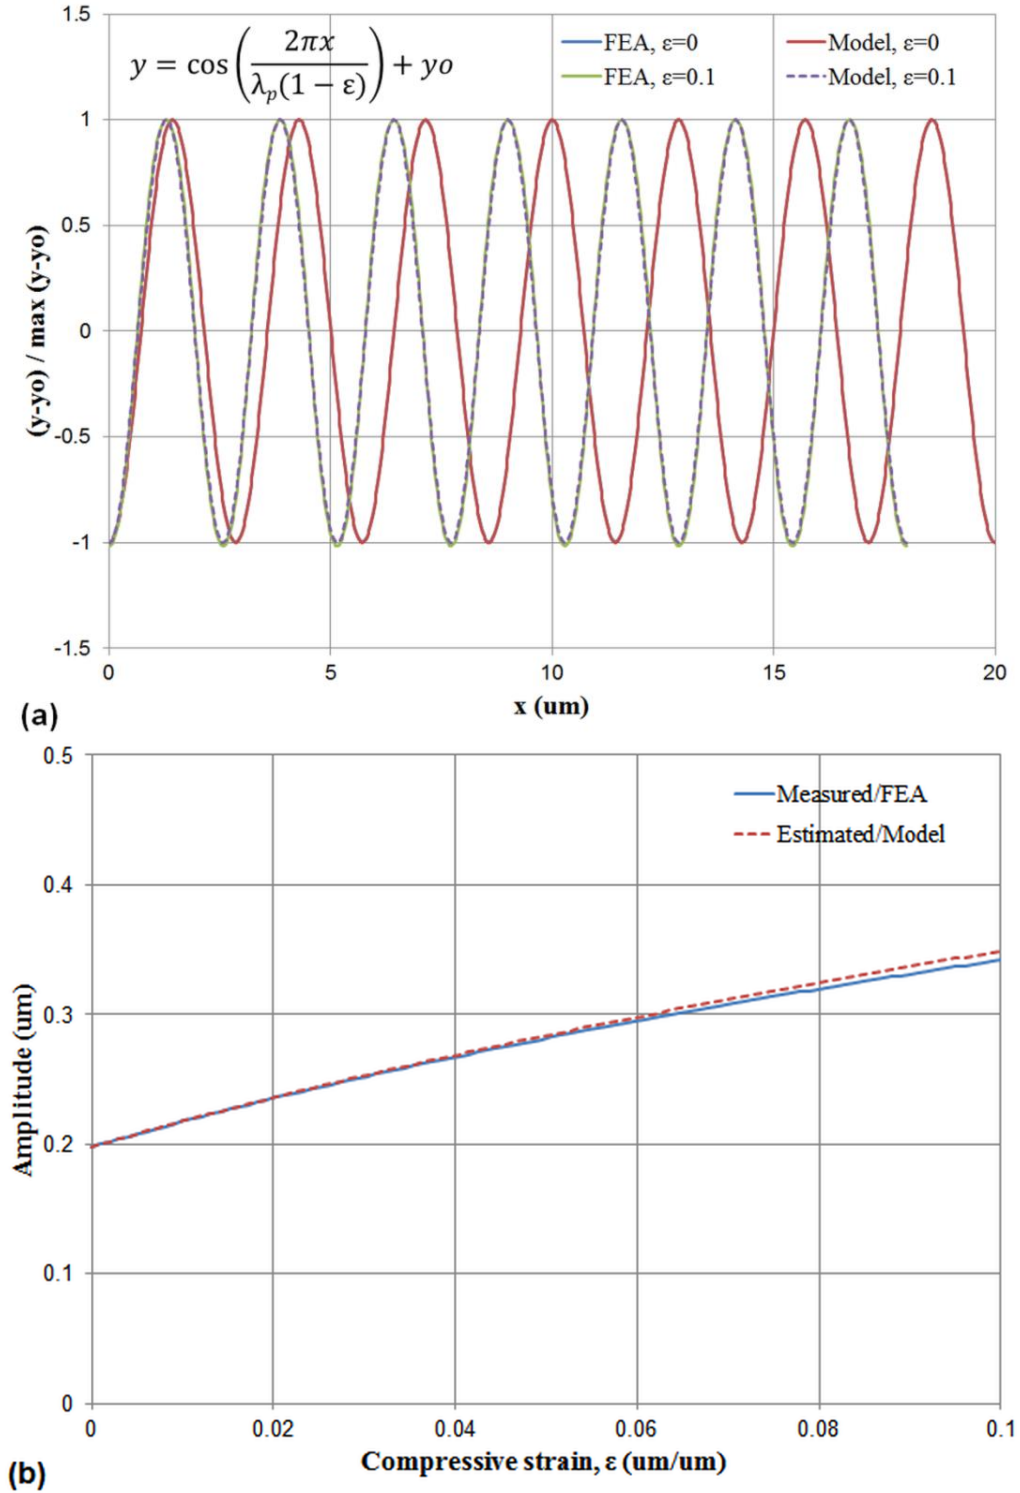 1.5
y = cos(2πx / λp(1 − ε)) + yo
FEA, ε=0
Model, ε=0
FEA, ε=0.1
Model, ε=0.1
1
0.5
0
-0.5
-1
-1.5
(y-yo) / max (y-yo)
0 5 10 15 20
x (um)
(a)
0.5
Measured/FEA
Estimated/Model
0.4
0.3
0.2
0.1
0
Amplitude (um)
0 0.02 0.04 0.06 0.08 0.1
Compressive strain, ε (um/um)
(b)